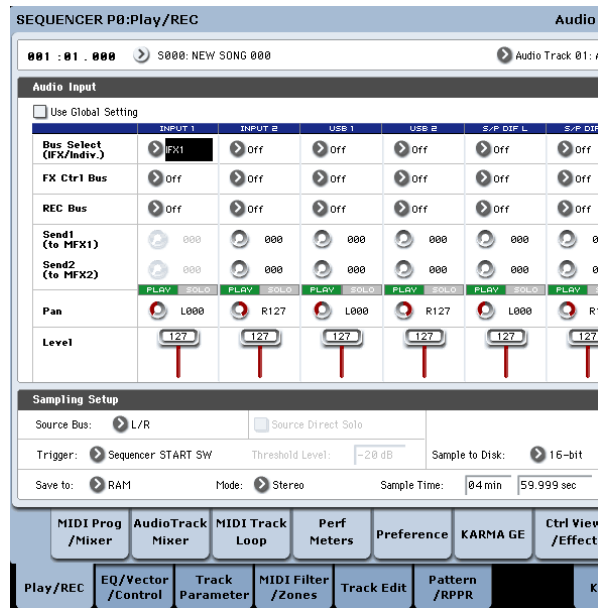 SEQUENCER P0:Play/REC Audio
001 :01 . 000 S000: NEW SONG 000 Audio Track 01:
Audio Input
Use Global Setting
INPUT 1 INPUT 2 USB 1 USB 2 S/P DIF L S/P DIF
Bus Select
(IFX/Indiv.) IFX1 Off Off Off Off Off
FX Ctrl Bus Off Off Off Off Off Off
REC Bus Off Off Off Off Off Off
Send1
(to MFX1) 000 000 000 000 000
Send2
(to MFX2) 000 000 000 000 000
PLAY SOLO PLAY SOLO PLAY SOLO PLAY SOLO PLAY SOLO PLAY
Pan L000 R127 L000 R127 L000
Level 127 127 127 127 127 127
Sampling Setup
Source Bus: L/R Source Direct Solo
Trigger: Sequencer START SW Threshold Level: -20 dB Sample to Disk: 16-bit
Save to: RAM Mode: Stereo Sample Time: 04 min 59.999 sec
MIDI Prog
/Mixer AudioTrack
Mixer MIDI Track
Loop Perf
Meters Preference KARMA GE Ctrl View
/Effect
Play/REC EQ/Vector
/Control Track
Parameter MIDI Filter
/Zones Track Edit Pattern
/RPPR K